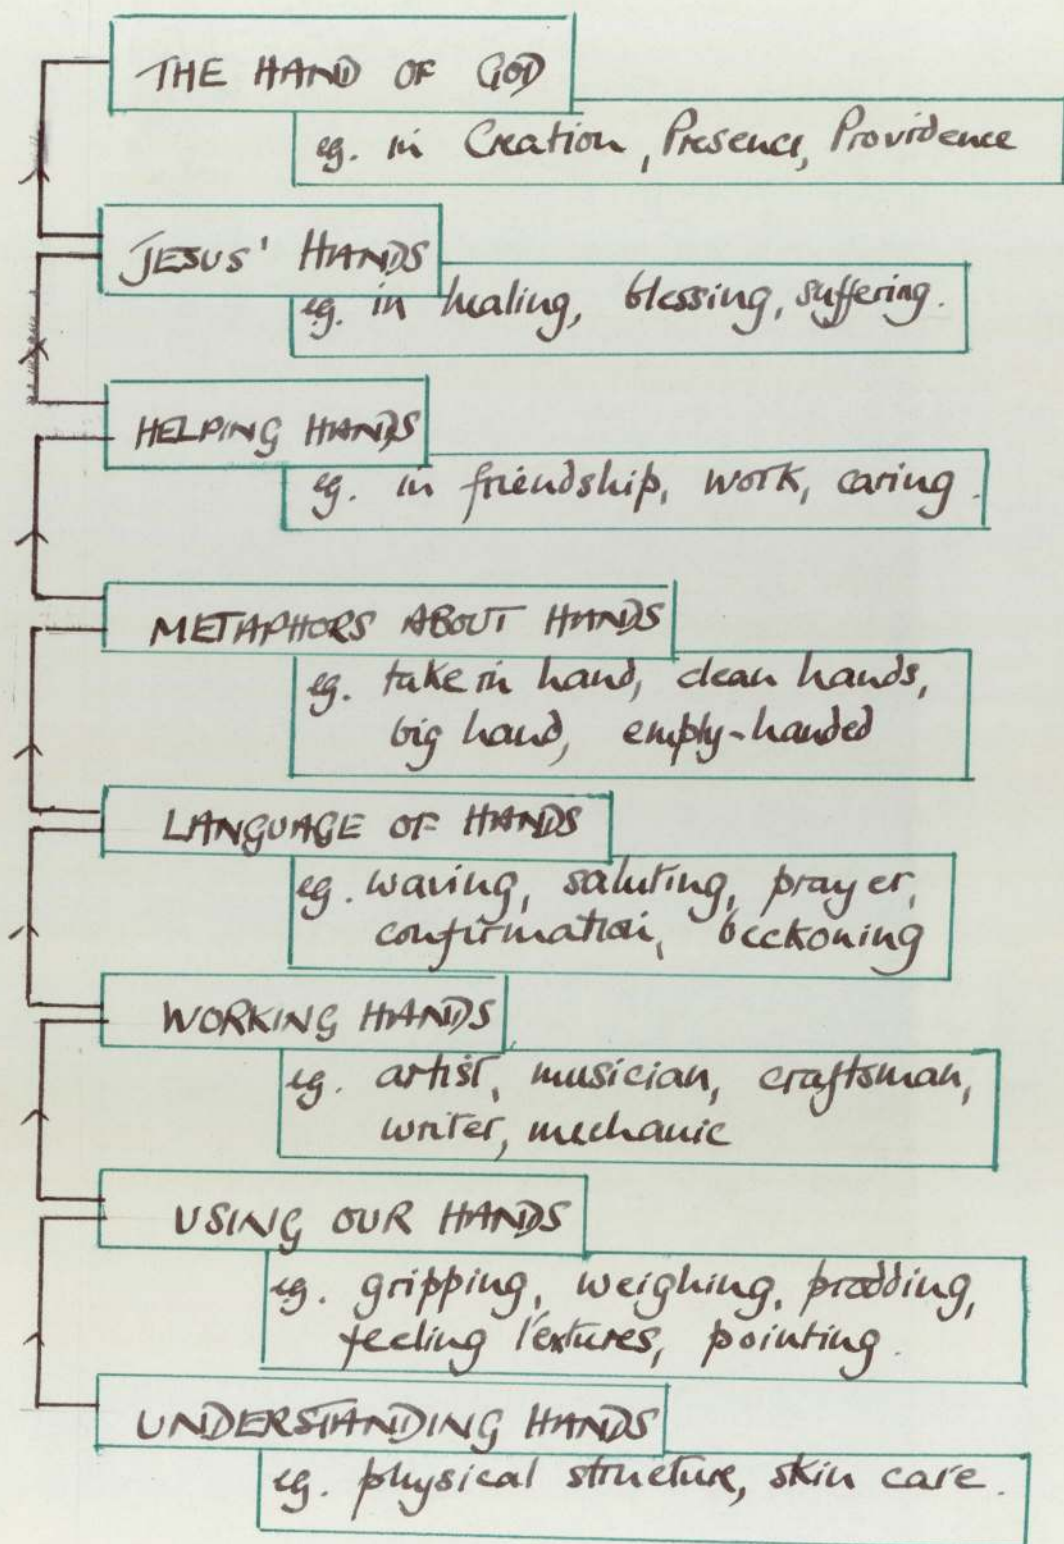 THE HAND OF GOD
eg. in Creation, Presence, Providence
JESUS' HANDS
eg. in healing, blessing, suffering.
HELPING HANDS
eg. in friendship, work, caring.
METAPHORS ABOUT HANDS
eg. take in hand, clean hands,
big hand, empty-handed
LANGUAGE OF HANDS
eg. waving, saluting, prayer,
confirmation, beckoning
WORKING HANDS
eg. artist, musician, craftsman,
writer, mechanic
USING OUR HANDS
eg. gripping, weighing, prodding,
feeling textures, pointing.
UNDERSTANDING HANDS
eg. physical structure, skin care.